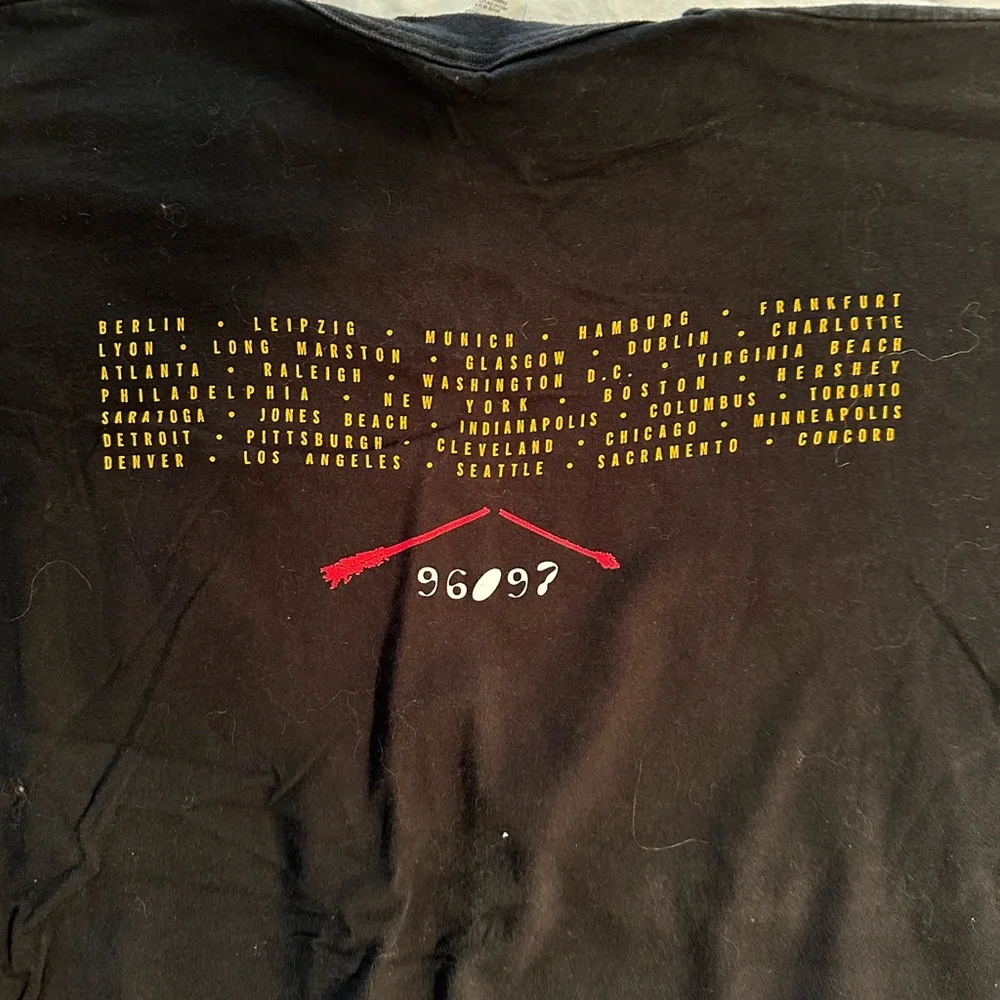 BERLIN • LEIPZIG • MUNICH • HAMBURG • FRANKFURT
LYON • LONG MARSTON • GLASGOW • DUBLIN • CHARLOTTE
ATLANTA • RALEIGH • WASHINGTON D.C. • VIRGINIA BEACH
PHILADELPHIA • NEW YORK • BOSTON • HERSHEY
SARATOGA • JONES BEACH • INDIANAPOLIS • COLUMBUS • TORONTO
DETROIT • PITTSBURGH • CLEVELAND • CHICAGO • MINNEAPOLIS
DENVER • LOS ANGELES • SEATTLE • SACRAMENTO • CONCORD
96097